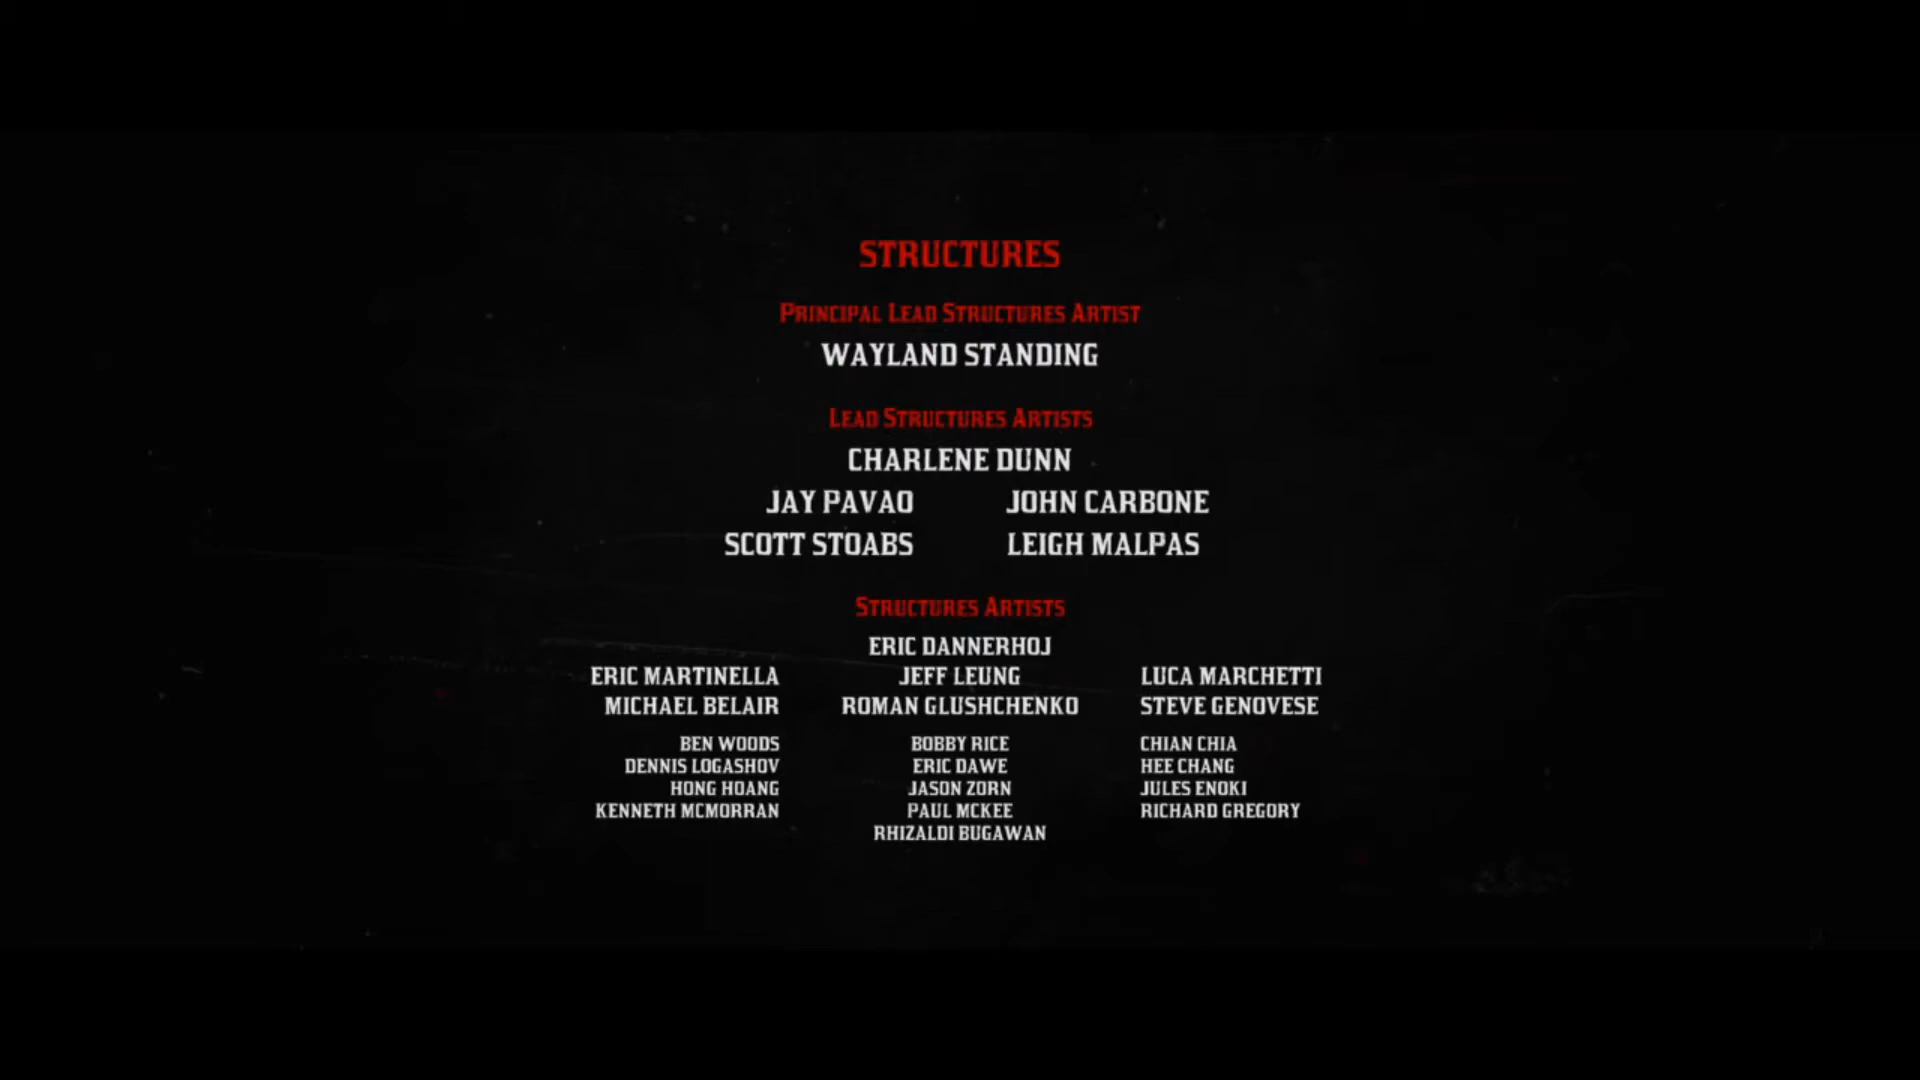 STRUCTURES
PRINCIPAL LEAD STRUCTURES ARTIST
WAYLAND STANDING
LEAD STRUCTURES ARTISTS
CHARLENE DUNN
JAY PAVAO JOHN CARBONE
SCOTT STOABS LEIGH MALPAS
STRUCTURES ARTISTS
ERIC DANNERHOJ
ERIC MARTINELLA JEFF LEUNG LUCA MARCHETTI
MICHAEL BELAIR ROMAN GLUSHCHENKO STEVE GENOVESE
BEN WOODS BOBBY RICE CHIAN CHIA
DENNIS LOGASHOV ERIC DAWE HEE CHANG
HONG HOANG JASON ZORN JULES ENOKI
KENNETH MCMORRAN PAUL MCKEE RICHARD GREGORY
RHIZALDI BUGAWAN